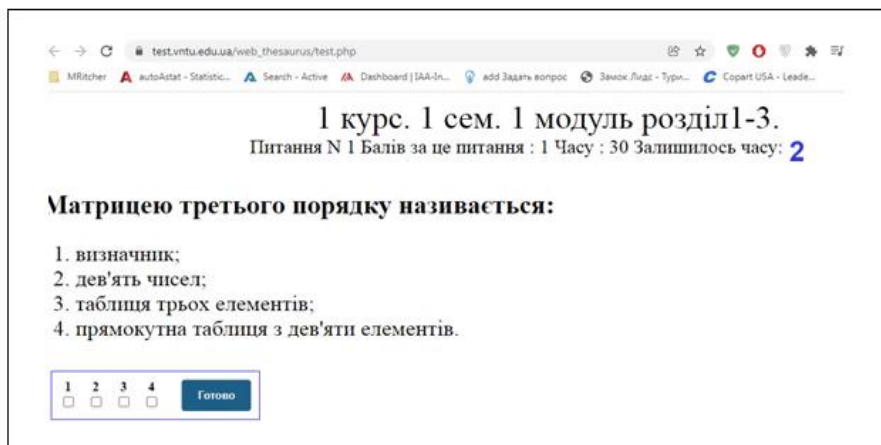 test.vntu.edu.ua/web_thesaurus/test.php
MRitcher autoAstat - Statistic... Search - Active Dashboard | IAA-In... add Задать вопрос Замок Лидс - Тури... Copart USA - Leade...
1 курс. 1 сем. 1 модуль розділ1-3.
Питання N 1 Балів за це питання : 1 Часу : 30 Залишилось часу: 2
Матрицею третього порядку називається:
1. визначник;
2. дев'ять чисел;
3. таблиця трьох елементів;
4. прямокутна таблиця з дев'яти елементів.
1 2 3 4
Готово